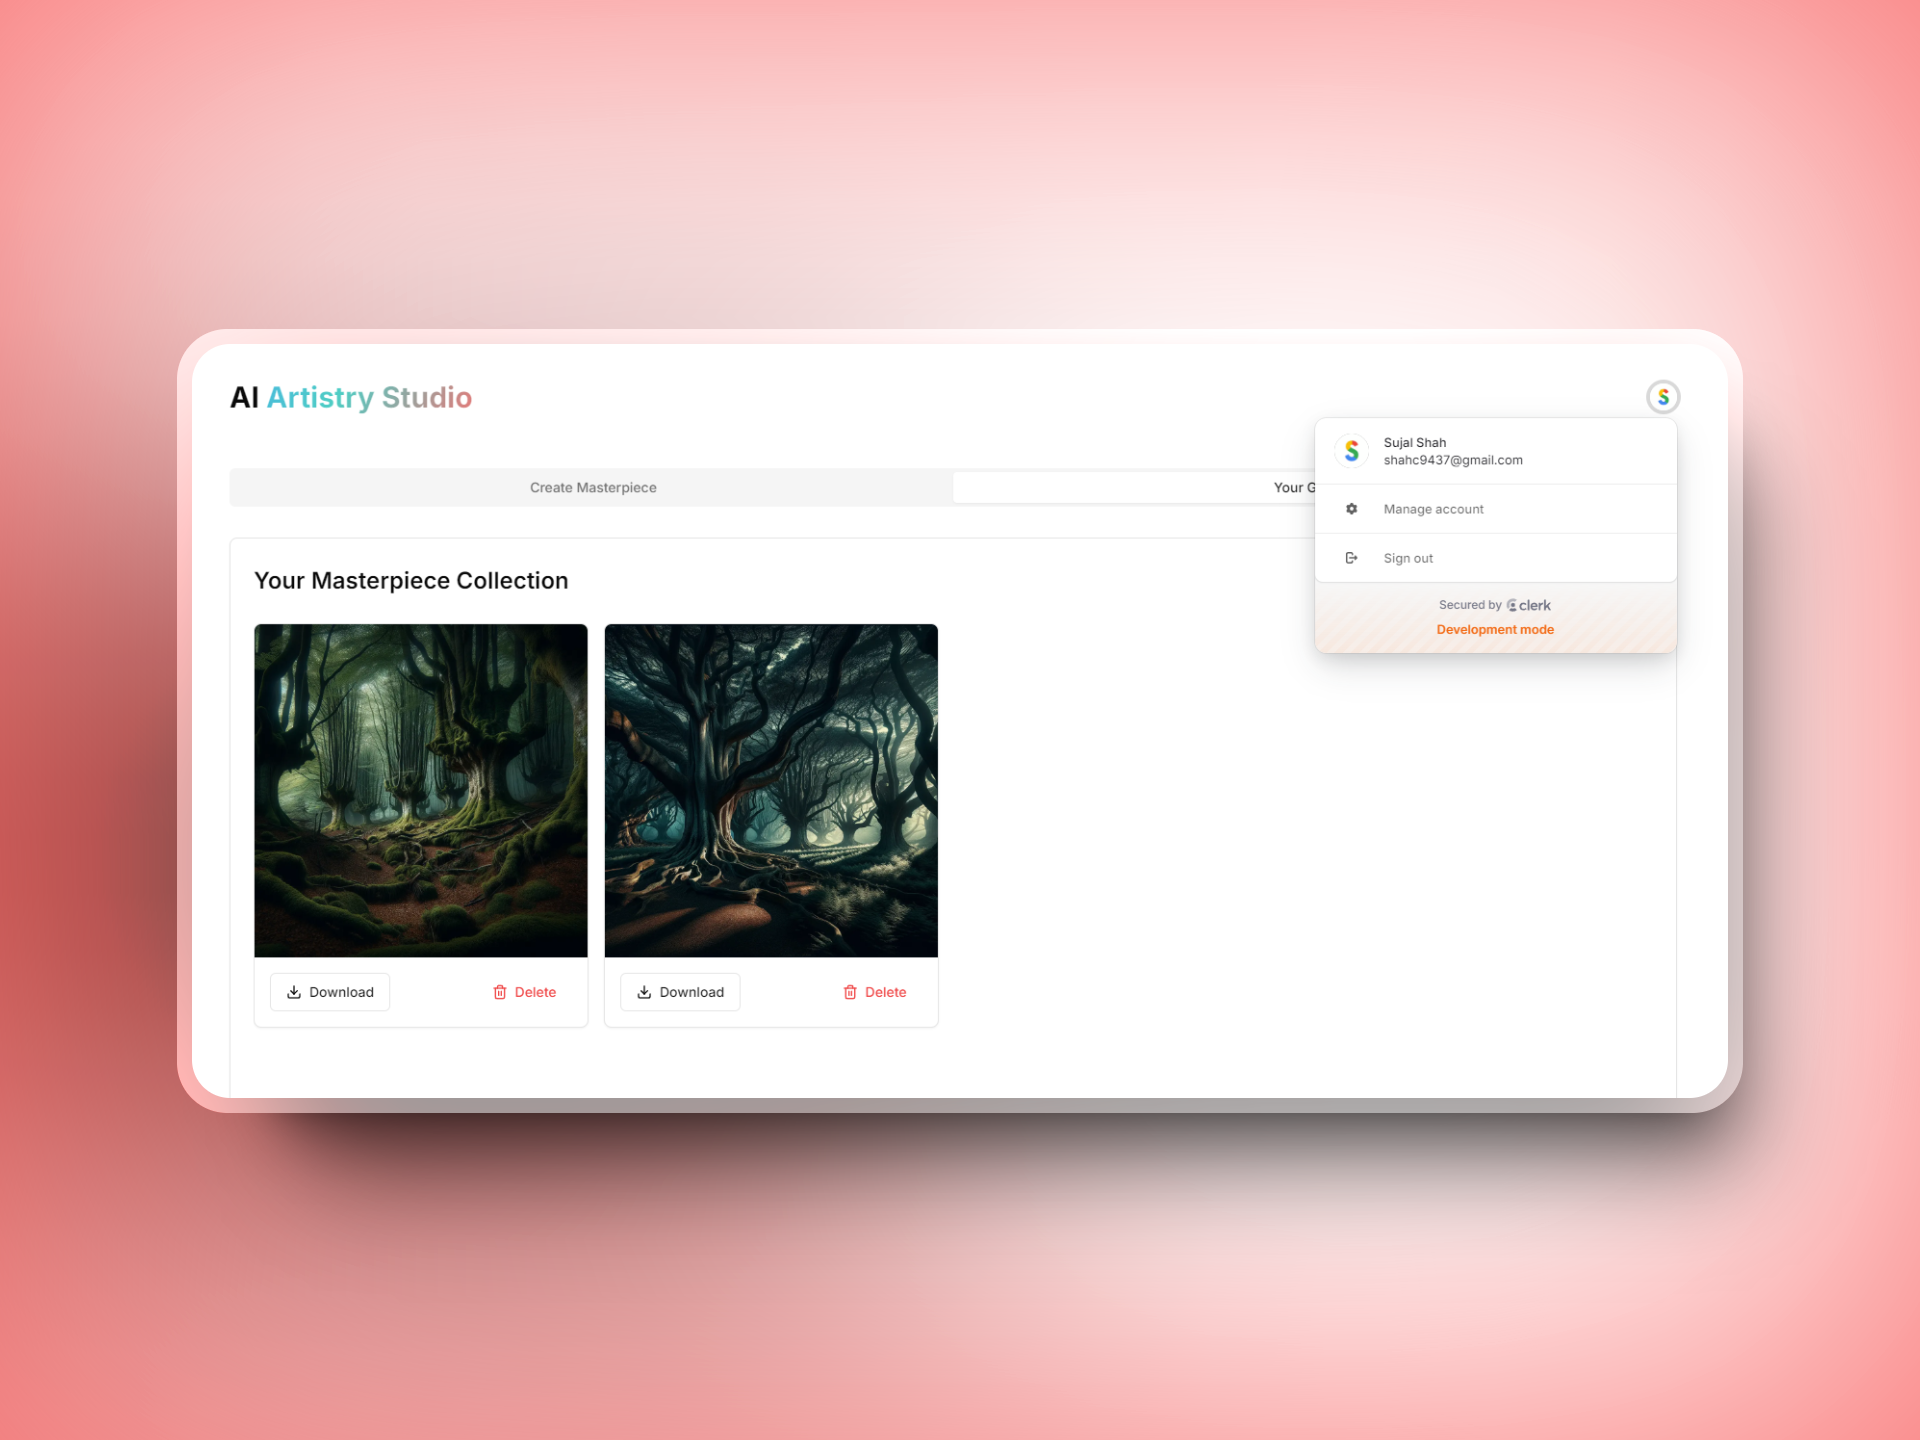 AI Artistry Studio
Sujal Shah
shahc9437@gmail.com
Create Masterpiece
Your G
Manage account
Sign out
Secured by clerk
Development mode
Your Masterpiece Collection
Download
Delete
Download
Delete